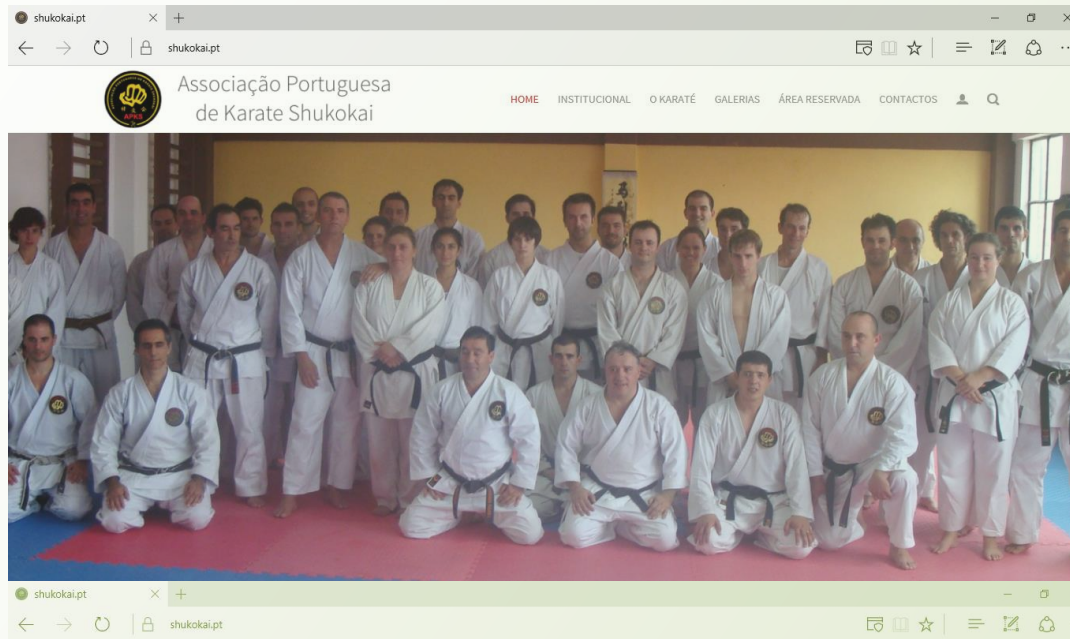 shukokai.pt
shukokai.pt
Associação Portuguesa
de Karate Shukokai
HOME INSTITUCIONAL O KARATÉ GALERIAS ÁREA RESERVADA CONTACTOS
APKS
shukokai.pt
shukokai.pt